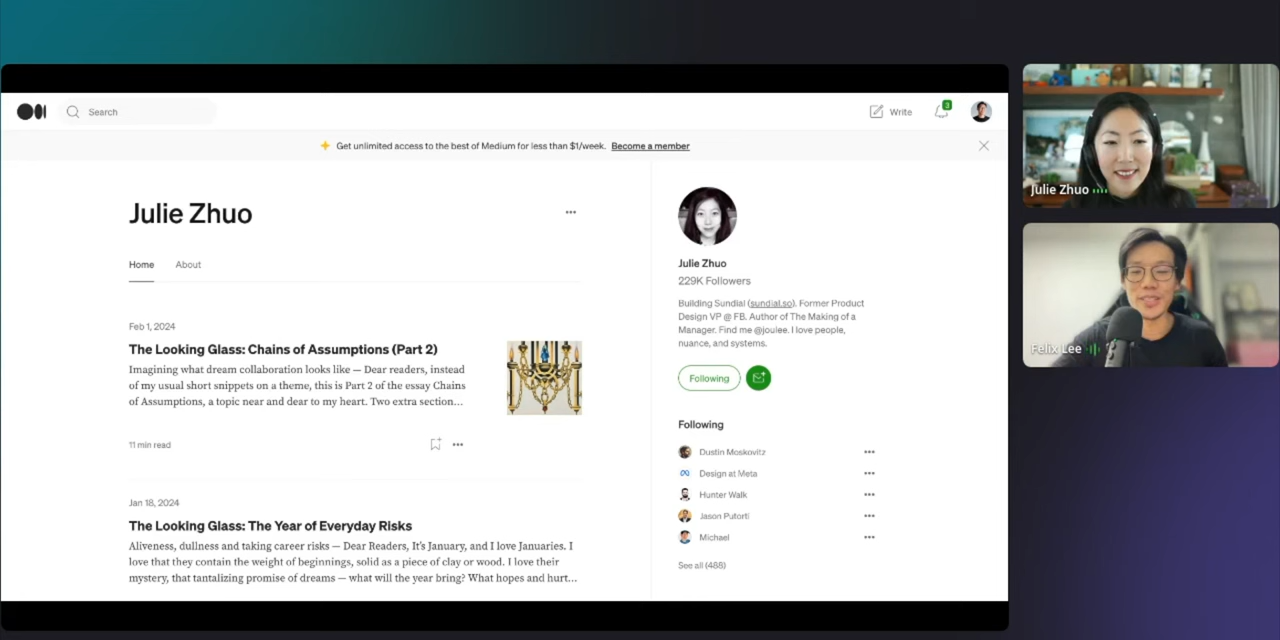 Search
Write
3
Get unlimited access to the best of Medium for less than $1/week. Become a member
Julie Zhuo
Home
About
Feb 1, 2024
The Looking Glass: Chains of Assumptions (Part 2)
Imagining what dream collaboration looks like — Dear readers, instead
of my usual short snippets on a theme, this is Part 2 of the essay Chains
of Assumptions, a topic near and dear to my heart. Two extra section…
11 min read
Jan 18, 2024
The Looking Glass: The Year of Everyday Risks
Aliveness, dullness and taking career risks — Dear Readers, It's January, and I love Januaries. I
love that they contain the weight of beginnings, solid as a piece of clay or wood. I love their
mystery, that tantalizing promise of dreams — what will the year bring? What hopes and hurt…
Julie Zhuo
229K Followers
Building Sundial (sundial.so). Former Product
Design VP @ FB. Author of The Making of a
Manager. Find me @joulee. I love people,
nuance, and systems.
Following
Following
Dustin Moskovitz
Design at Meta
Hunter Walk
Jason Putorti
Michael
See all (488)
Julie Zhuo
Felix Lee